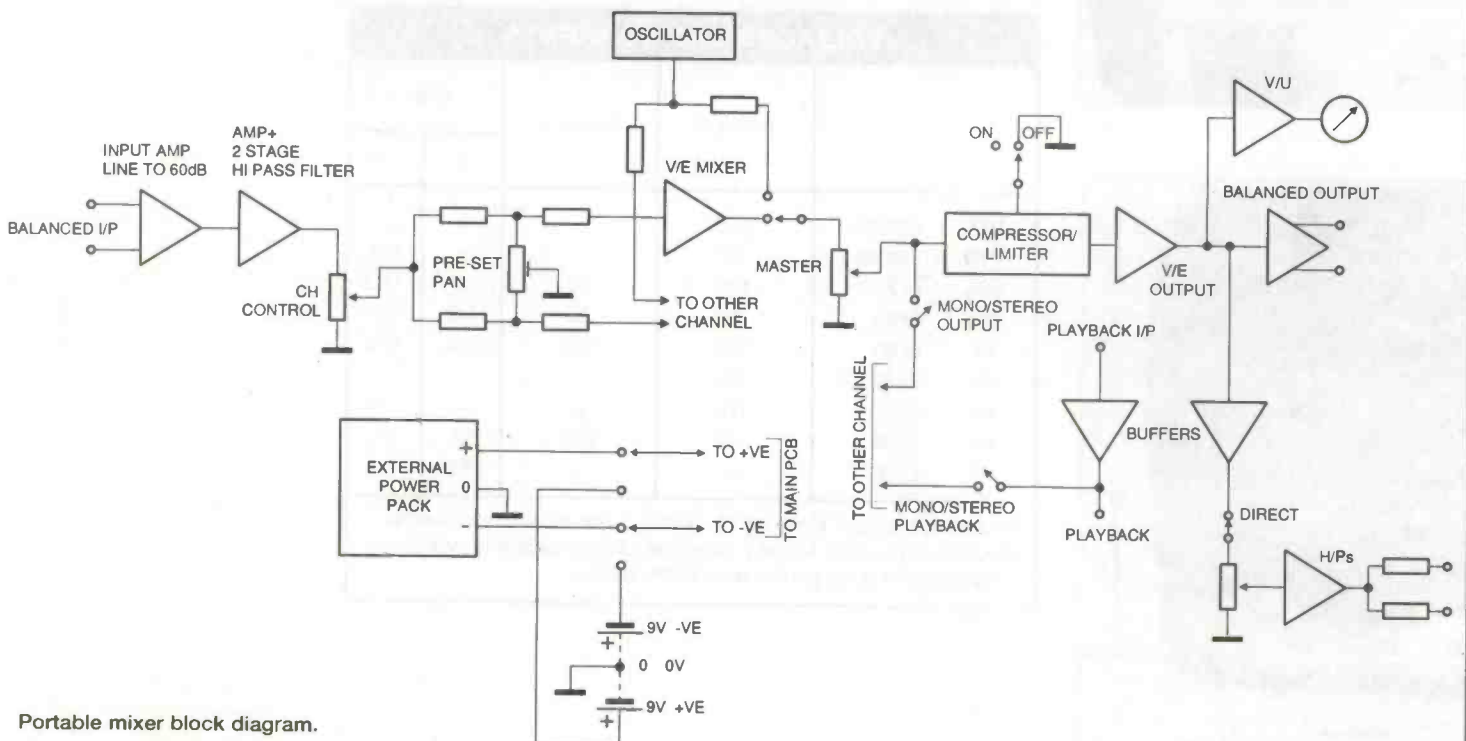 OSCILLATOR
V/U
INPUT AMP
LINE TO 60dB
AMP+
2 STAGE
HI PASS FILTER
ON
OFF
V/E MIXER
BALANCED OUTPUT
BALANCED I/P
COMPRESSOR/
LIMITER
PRE-SET
PAN
MASTER
V/E
OUTPUT
CH
CONTROL
TO OTHER
CHANNEL
MONO/STEREO
OUTPUT
PLAYBACK I/P
TO OTHER CHANNEL
BUFFERS
EXTERNAL
POWER
PACK
+
0
-
TO +VE
TO -VE
TO MAIN PCB
MONO/STEREO
PLAYBACK
PLAYBACK
DIRECT
H/Ps
9V -VE
+
0 0V
9V +VE
+
Portable mixer block diagram.